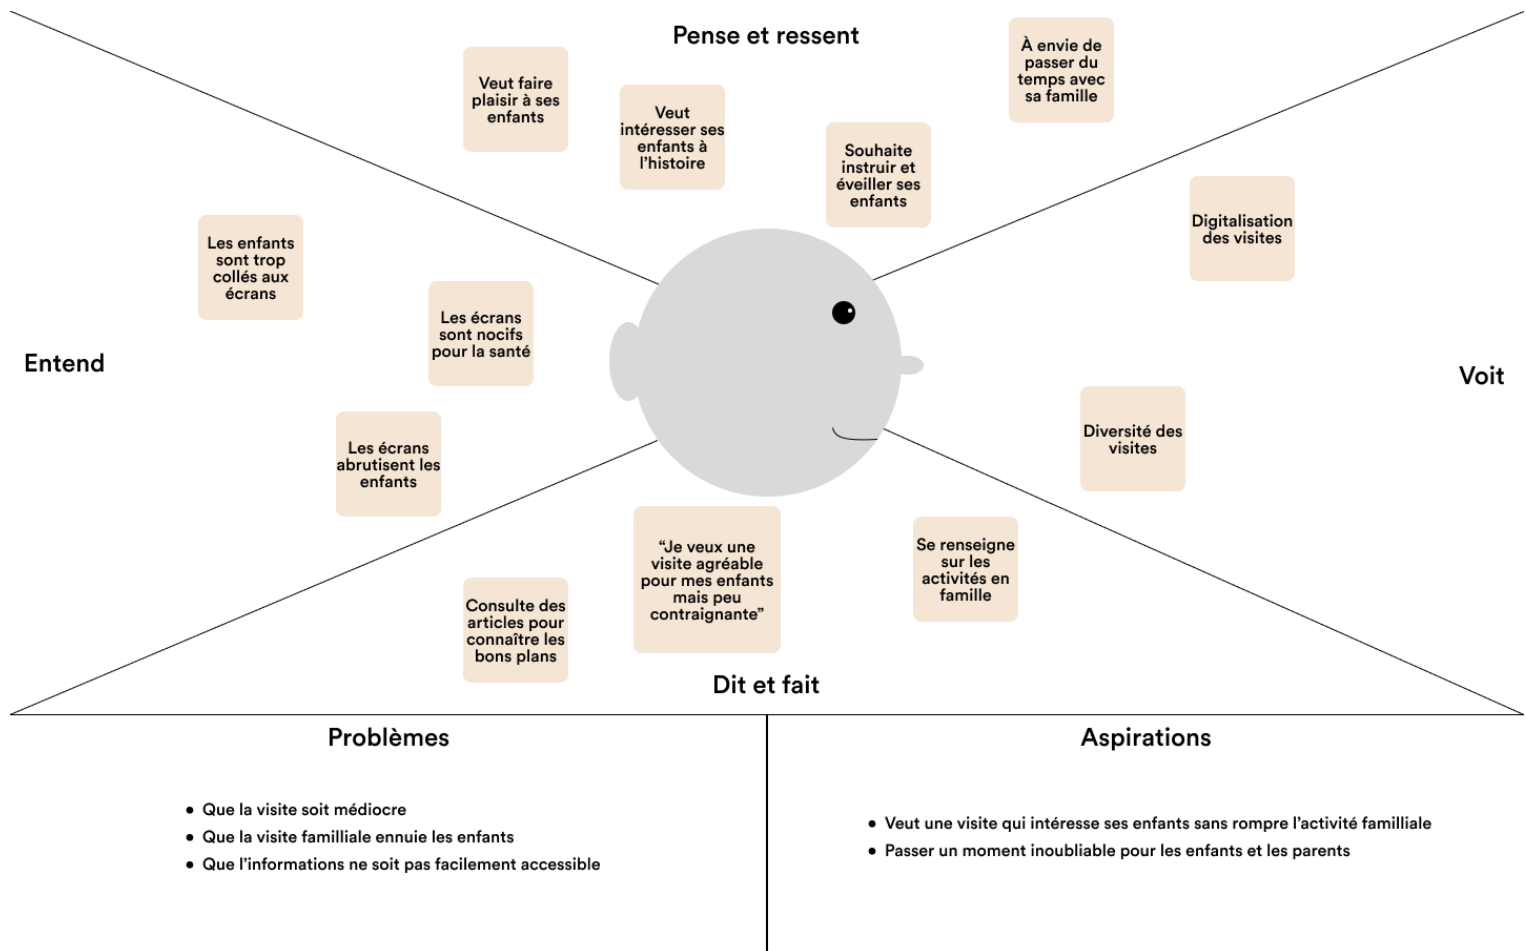 Pense et ressent
À envie de
passer du
temps avec
sa famille
Veut faire
plaisir à ses
enfants
Veut
intéresser ses
enfants à
l'histoire
Souhaite
instruir et
éveiller ses
enfants
Digitalisation
des visites
Les enfants
sont trop
collés aux
écrans
Les écrans
sont nocifs
pour la santé
Entend
Voit
Les écrans
abrutisent les
enfants
Diversité des
visites
“Je veux une
visite agréable
pour mes enfants
mais peu
contraignante”
Se renseigne
sur les
activités en
famille
Consulte des
articles pour
connaître les
bons plans
Dit et fait
Problèmes
• Que la visite soit médiocre
• Que la visite familliale ennuie les enfants
• Que l'informations ne soit pas facilement accessible
Aspirations
• Veut une visite qui intéresse ses enfants sans rompre l'activité familliale
• Passer un moment inoubliable pour les enfants et les parents